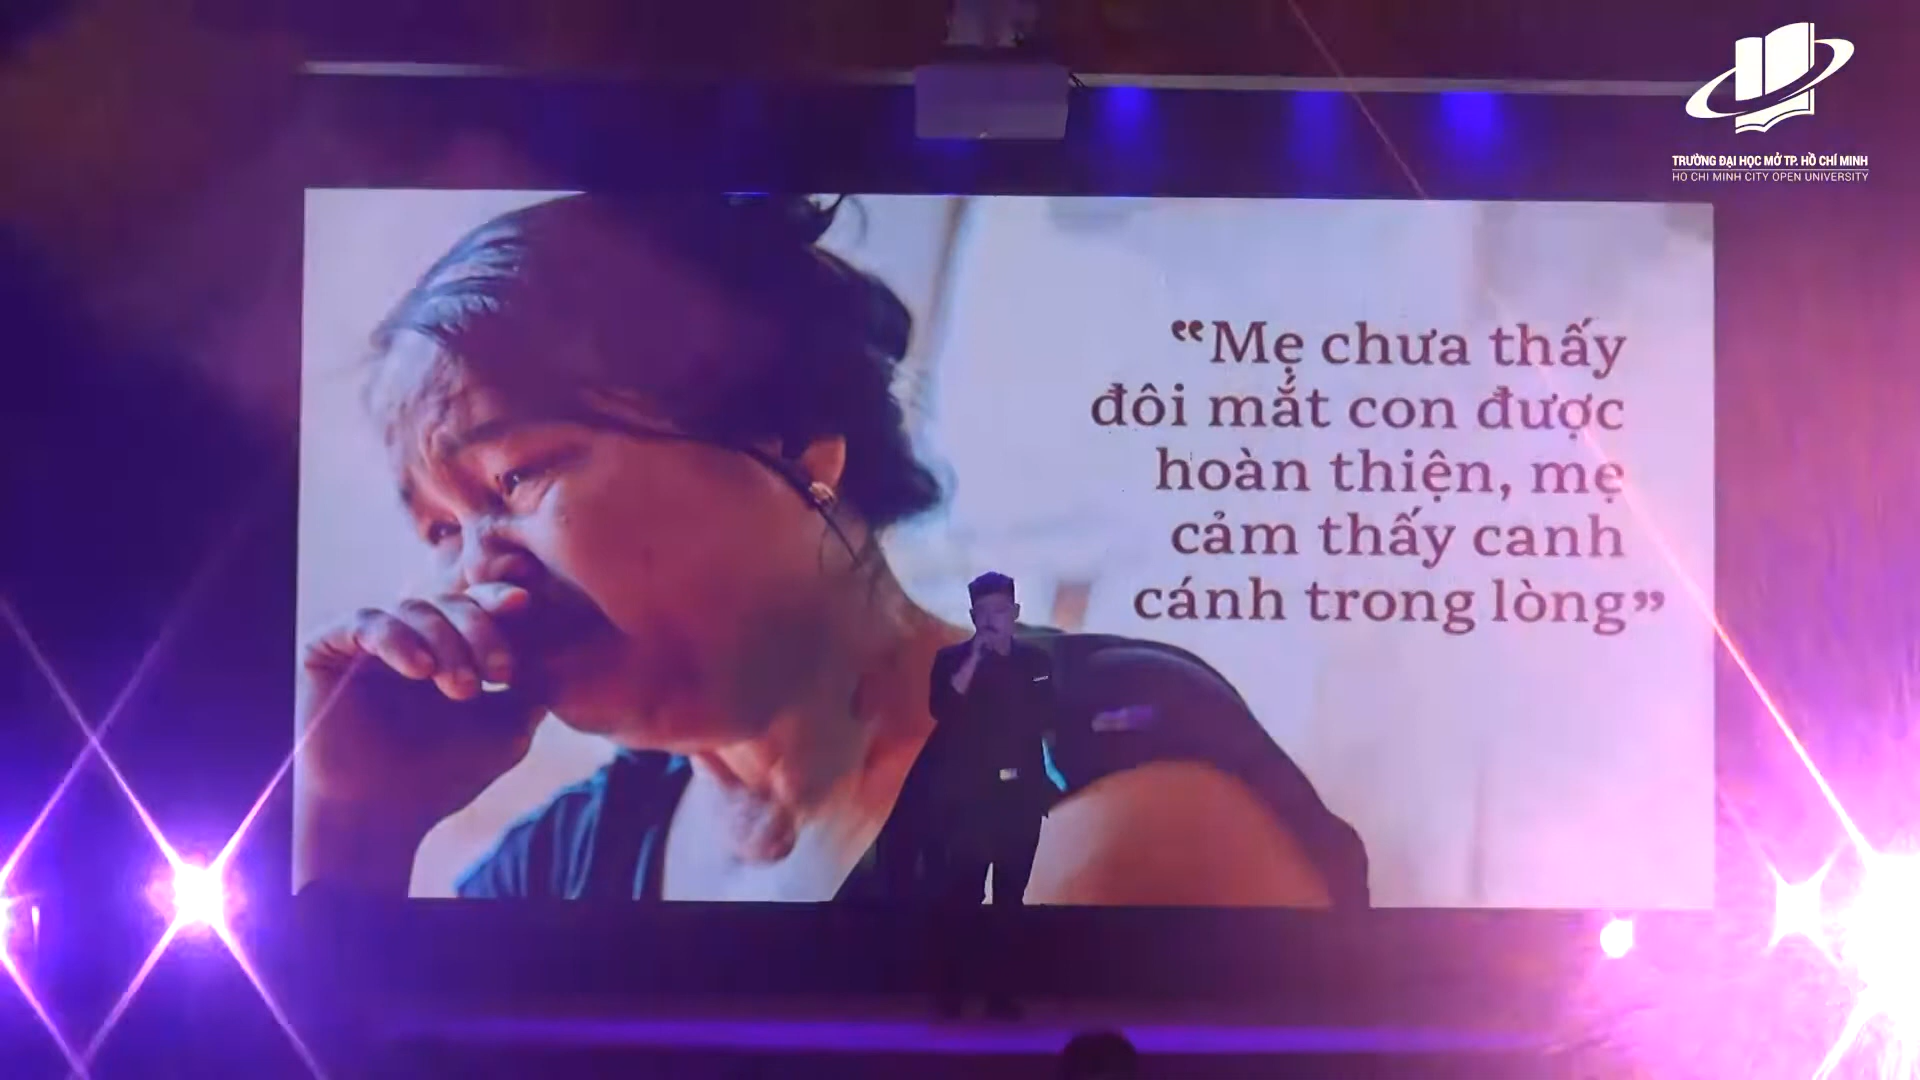 TRƯỜNG ĐẠI HỌC MỞ TP. HỒ CHÍ MINH
HO CHI MINH CITY OPEN UNIVERSITY
“Mẹ chưa thấy
đôi mắt con được
hoàn thiện, mẹ
cảm thấy canh
cánh trong lòng”